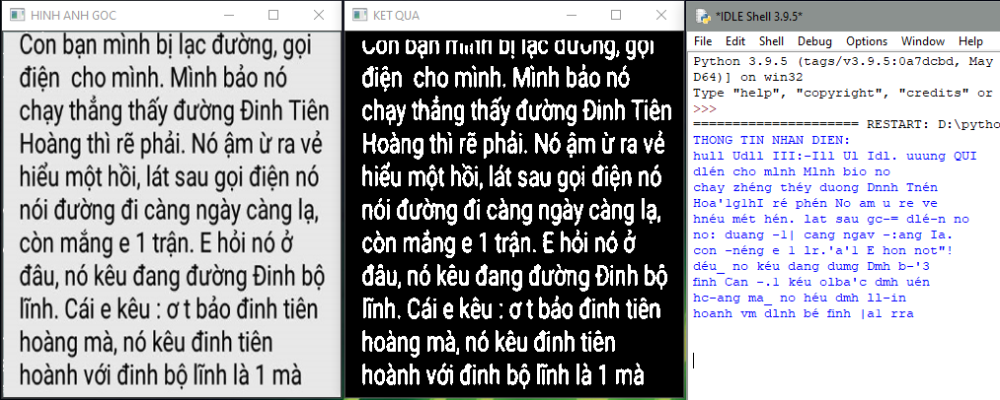 HINH ANH GOC
Con bạn mình bị lạc đường, gọi
điện cho mình. Mình bảo nó
chạy thẳng thấy đường Đinh Tiên
Hoàng thì rẽ phải. Nó ậm ừ ra vẻ
hiểu một hồi, lát sau gọi điện nó
nói đường đi càng ngày càng lạ,
còn mắng e 1 trận. E hỏi nó ở
đâu, nó kêu đang đường Đinh bộ
lĩnh. Cái e kêu : ơ t bảo đinh tiên
hoàng mà, nó kêu đinh tiên
hoành với đinh bộ lĩnh là 1 mà
KET QUA
Con bạn mình bị lạc đường, gọi
điện cho mình. Mình bảo nó
chạy thẳng thấy đường Đinh Tiên
Hoàng thì rẽ phải. Nó ậm ừ ra vẻ
hiểu một hồi, lát sau gọi điện nó
nói đường đi càng ngày càng lạ,
còn mắng e 1 trận. E hỏi nó ở
đâu, nó kêu đang đường Đinh bộ
lĩnh. Cái e kêu : ơ t bảo đinh tiên
hoàng mà, nó kêu đinh tiên
hoành với đinh bộ lĩnh là 1 mà
*IDLE Shell 3.9.5*
File Edit Shell Debug Options Window Help
Python 3.9.5 (tags/v3.9.5:0a7dcbd, May
D64)] on win32
Type "help", "copyright", "credits" or
>>>
===================== RESTART: D:\pytho
THONG TIN NHAN DIEN:
hull Udll III:-Ill Ul Idl. uuung QUI
dlén cho mlnh Mlnh bio no
chay zhéng théy duong Dnnh Tnén
Hoa'lglhI ré phén No am u re ve
hnéu mét hén. lat sau gc-= dlé-n no
no: duang -l| cang ngav -:ang Ia.
con -néng e l lr.'a'l E hon not"!
déu_ no kéu dang dumg Dmh b-'3
finh Can -.l kéu olba'c dmh uén
hc-ang ma_ no héu dmh ll-in
hoanh vm dlnh bé finh |al rra